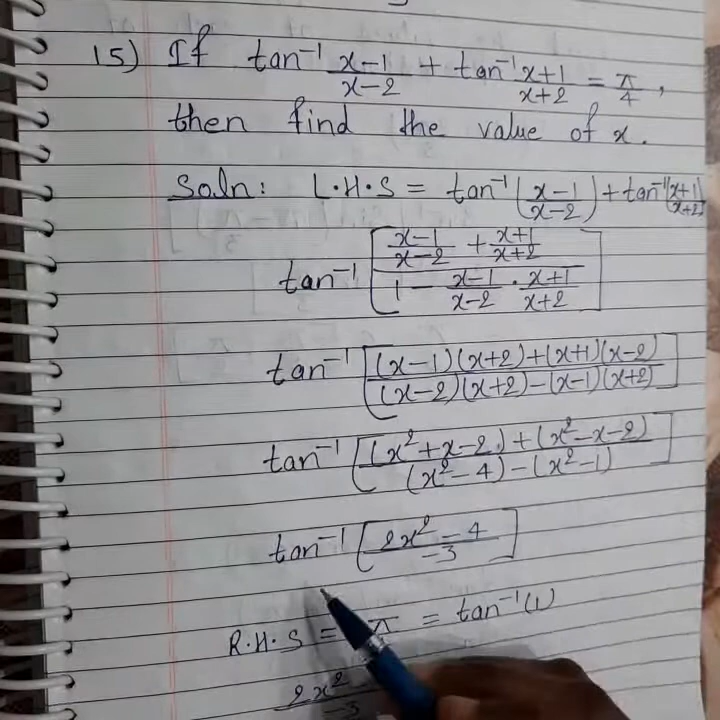 15) If tan⁻¹ (x-1)/(x-2) + tan⁻¹ (x+1)/(x+2) = π/4 ,
then find the value of x.
Soln: L.H.S = tan⁻¹ ((x-1)/(x-2)) + tan⁻¹ ((x+1)/(x+2))
tan⁻¹ [((x-1)/(x-2) + (x+1)/(x+2)) / (1 - (x-1)/(x-2) · (x+1)/(x+2))]
tan⁻¹ [((x-1)(x+2)+(x+1)(x-2)) / ((x-2)(x+2)-(x-1)(x+2))]
tan⁻¹ [((x²+x-2)+(x²-x-2)) / ((x²-4)-(x²-1))]
tan⁻¹ [(2x²-4) / -3]
R.H.S = π = tan⁻¹(1)
2x² / -3